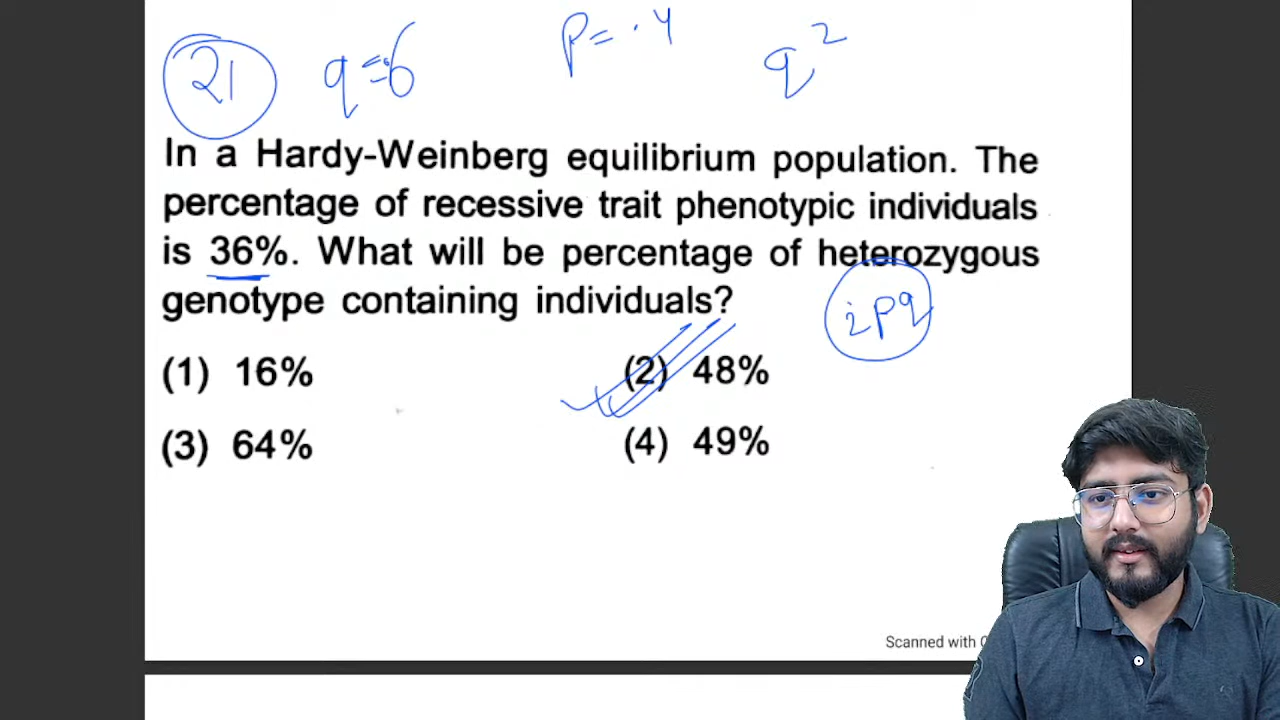 21 q=.6 p=.4 q²
In a Hardy-Weinberg equilibrium population. The
percentage of recessive trait phenotypic individuals
is 36%. What will be percentage of heterozygous
genotype containing individuals?
2pq
(1) 16% (2) 48%
(3) 64% (4) 49%
Scanned with